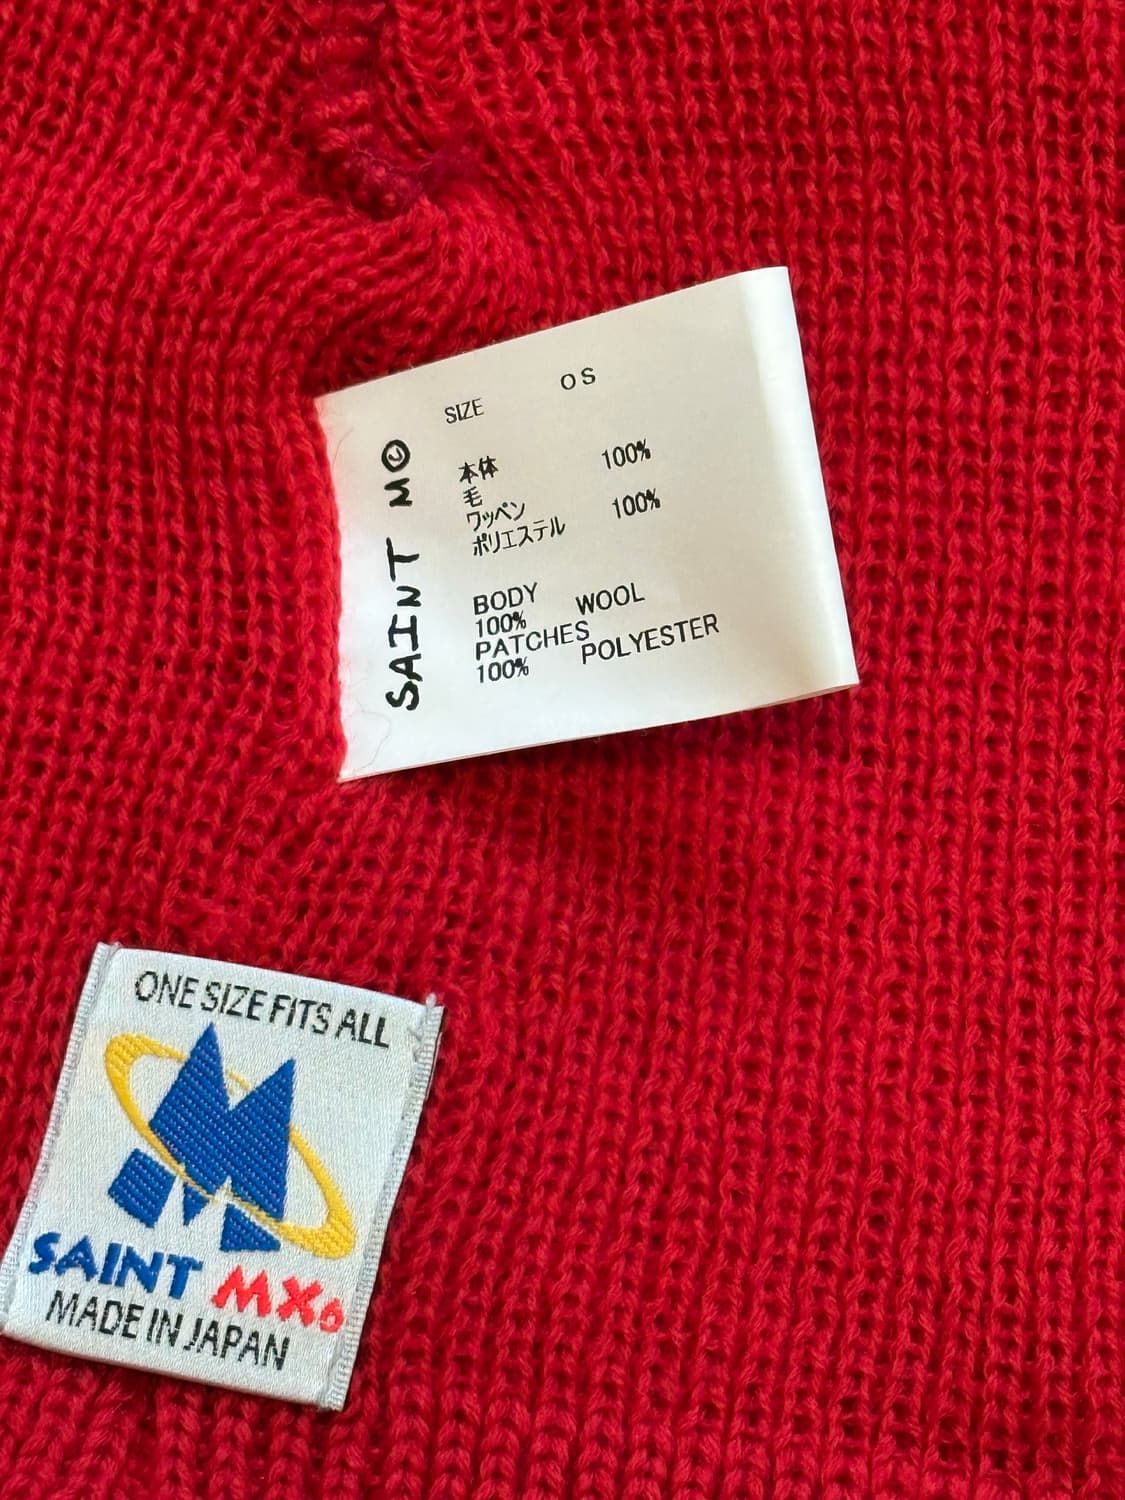 SIZE OS
本体
毛 100%
ワッペン
ポリエステル 100%
BODY
100% WOOL
PATCHES
100% POLYESTER
SAINT M©
ONE SIZE FITS ALL
SAINT MX6
MADE IN JAPAN